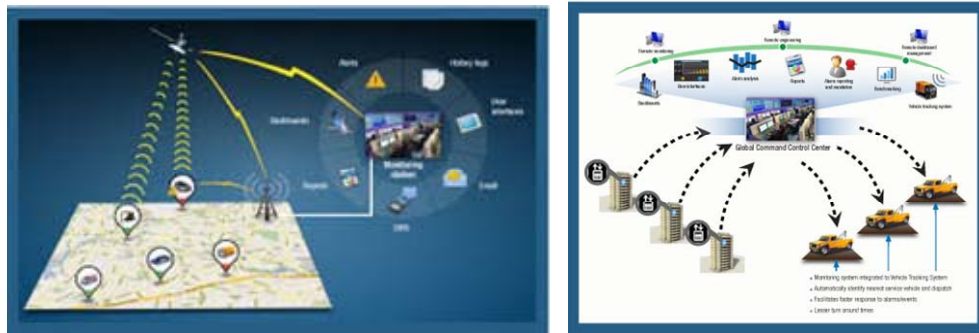 Alerts
History logs
User
interfaces
Dashboards
Monitoring
station
Reports
Email
SMS
Remote engineering
Remote monitoring
Remote dashboard
management
Alarm analysis
Reports
Alarm reporting
and escalation
Benchmarking
Dashboards
Vehicle tracking system
Global Command Control Center
Monitoring system integrated to Vehicle Tracking System
Automatically identify nearest service vehicle and dispatch
Facilitates faster response to alarms/events
Lesser turn around times